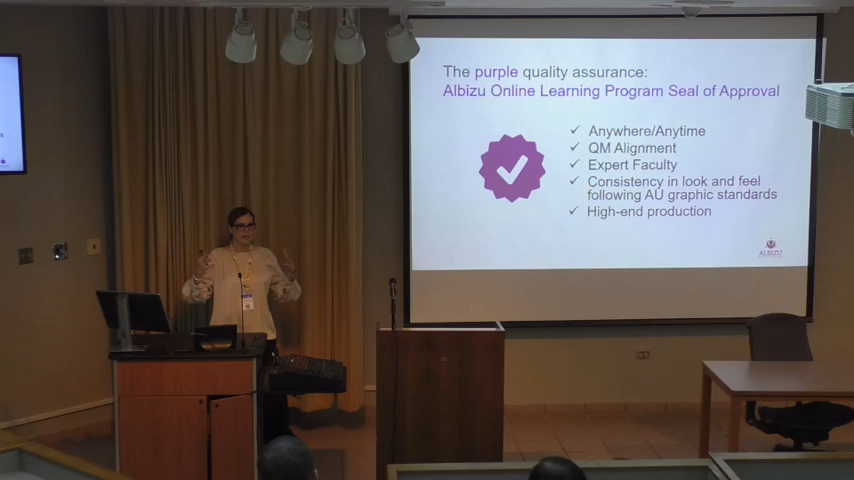 The purple quality assurance:
Albizu Online Learning Program Seal of Approval
Anywhere/Anytime
QM Alignment
Expert Faculty
Consistency in look and feel
following AU graphic standards
High-end production
ALBIZU